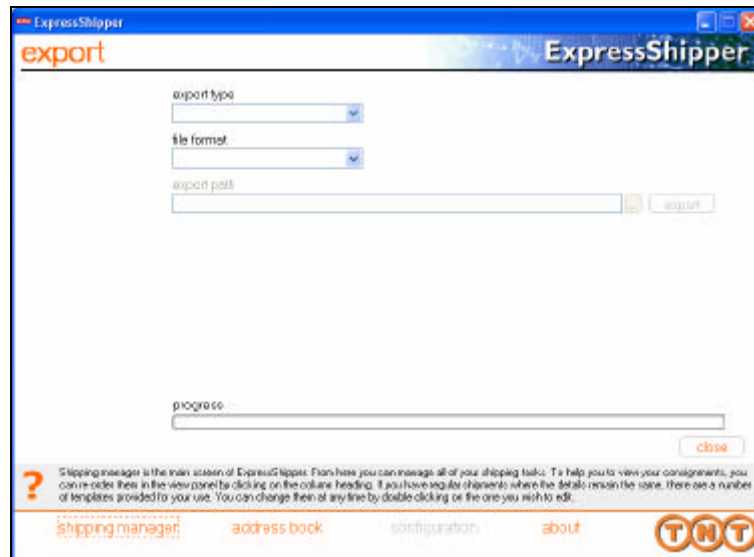 ExpressShipper
export
ExpressShipper
export type
file format
export path
...
export
progress
close
?
Shipping manager is the main screen of ExpressShipper. From here you can manage all of your shipping tasks. To help you to view your consignments, you
can re-order them in the view panel by clicking on the column heading. If you have regular shipments where the details remain the same, there are a number
of templates provided for your use. You can change them at any time by double clicking on the one you wish to edit.
shipping manager
address book
configuration
about
TNT